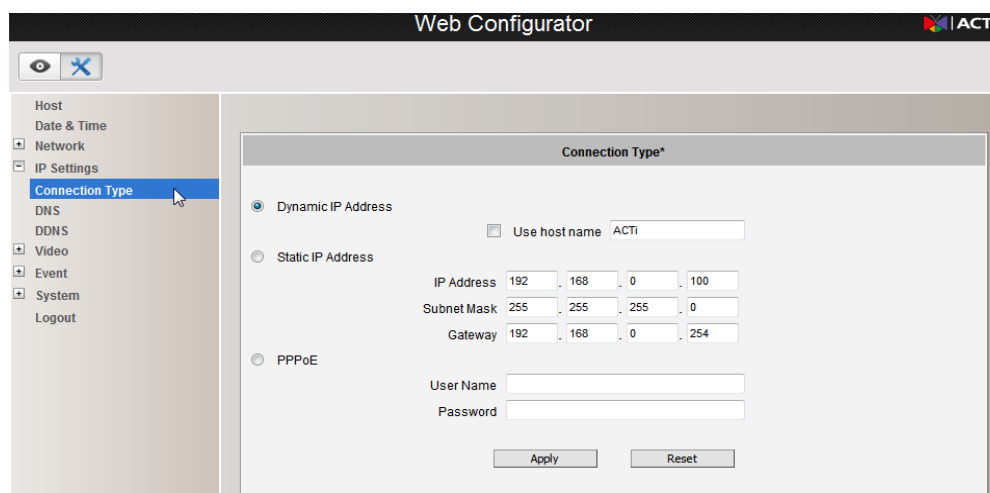 Web Configurator
ACT
Host
Date & Time
Network
IP Settings
Connection Type
DNS
DDNS
Video
Event
System
Logout
Connection Type*
Dynamic IP Address
Use host name ACTi
Static IP Address
IP Address 192 . 168 . 0 . 100
Subnet Mask 255 . 255 . 255 . 0
Gateway 192 . 168 . 0 . 254
PPPoE
User Name
Password
Apply Reset